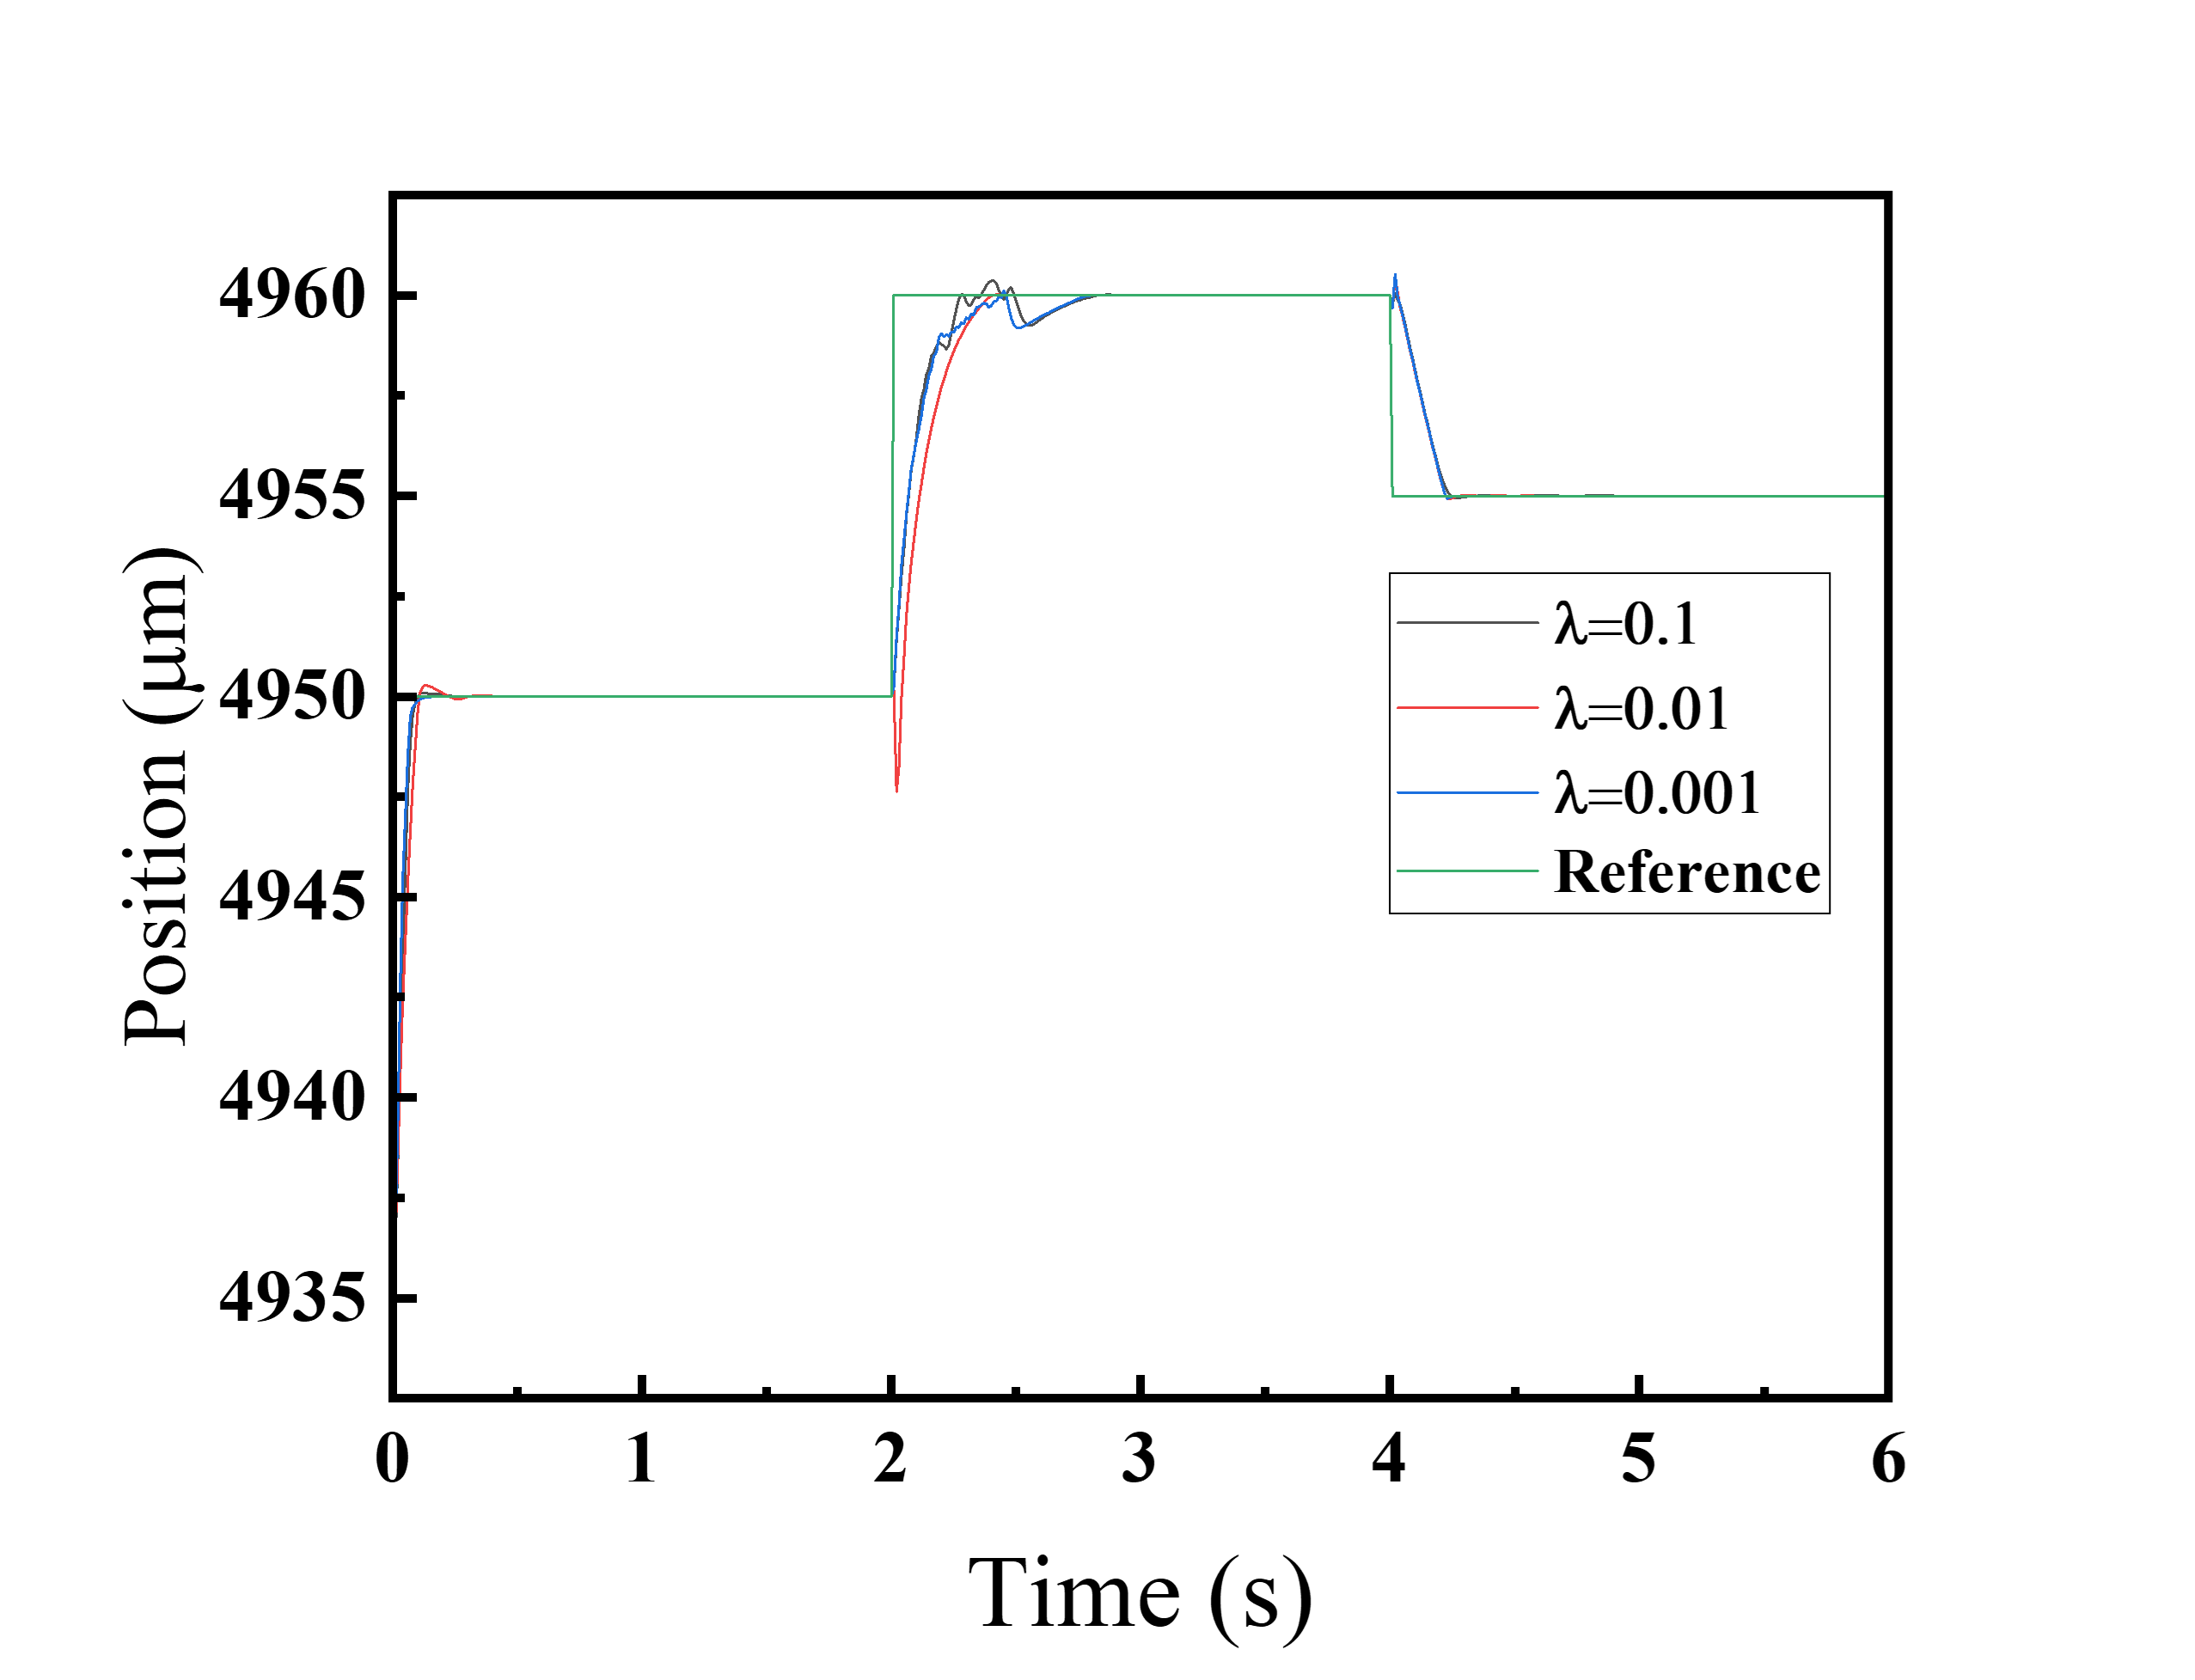 4960
4955
4950
4945
4940
4935
Position (μm)
λ=0.1
λ=0.01
λ=0.001
Reference
0 1 2 3 4 5 6
Time (s)